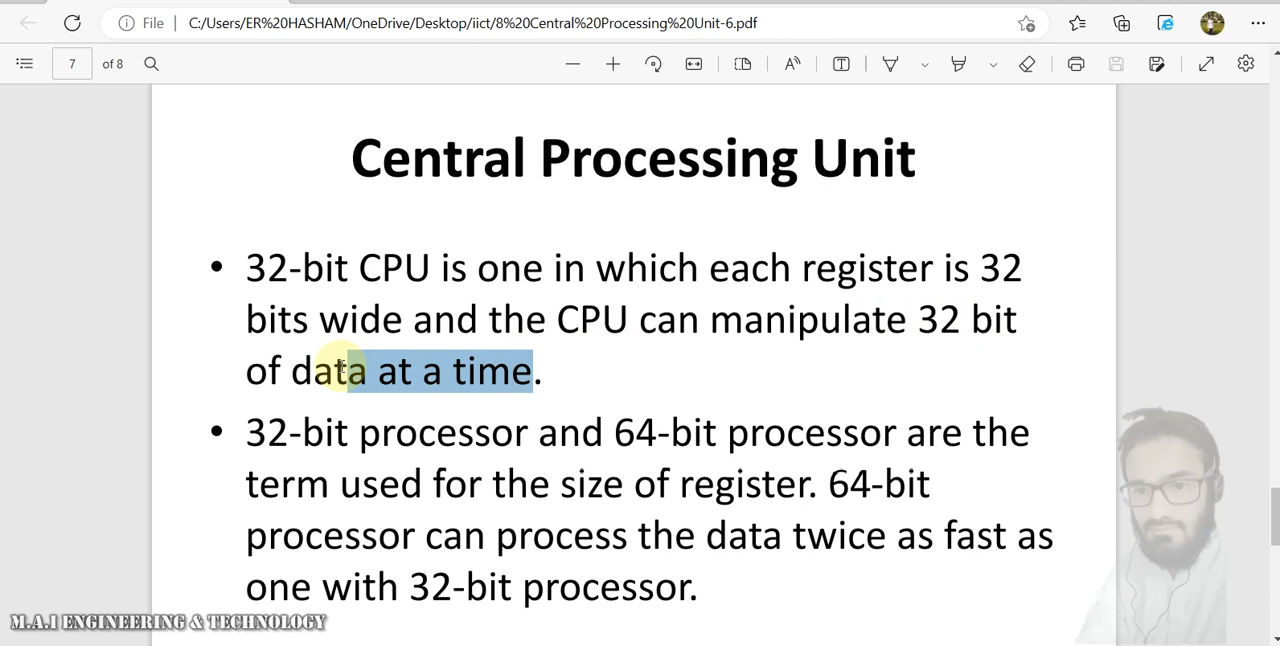 File
C:/Users/ER%20HASHAM/OneDrive/Desktop/iict/8%20Central%20Processing%20Unit-6.pdf
7 of 8
Central Processing Unit
• 32-bit CPU is one in which each register is 32
bits wide and the CPU can manipulate 32 bit
of data at a time.
• 32-bit processor and 64-bit processor are the
term used for the size of register. 64-bit
processor can process the data twice as fast as
one with 32-bit processor.
M.A.I ENGINEERING & TECHNOLOGY